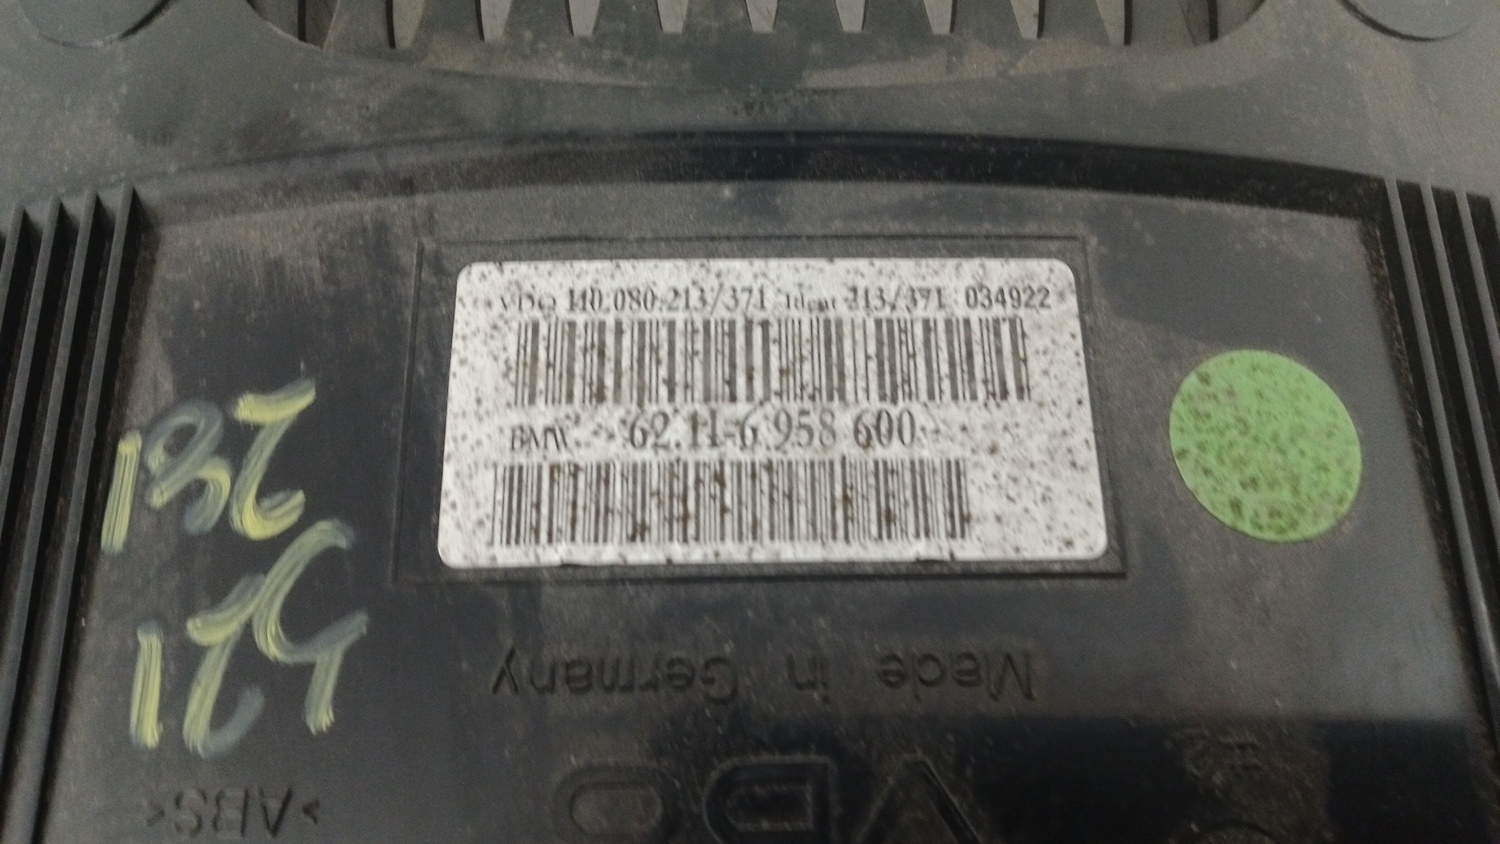 VDO 110.080.213/371 Ident 213/371 034922
BMW 62.11-6 958 600
Made in Germany
VDO
>ABS<